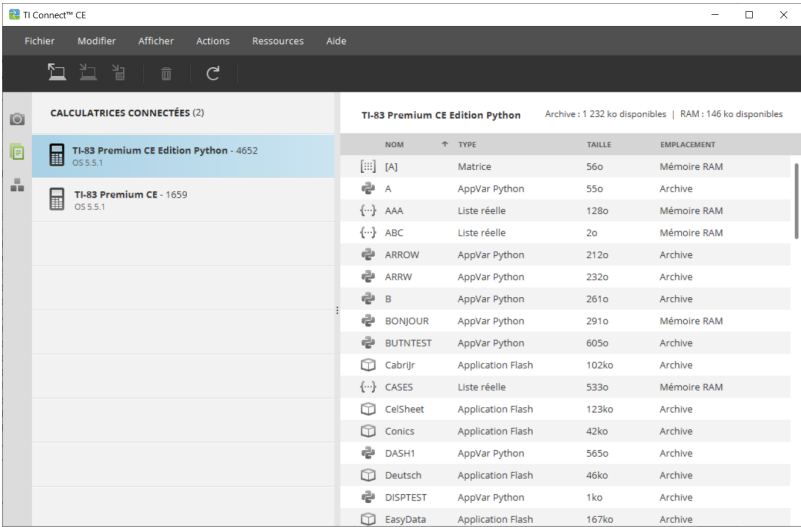 TI Connect™ CE
Fichier Modifier Afficher Actions Ressources Aide
CALCULATRICES CONNECTÉES (2)
TI-83 Premium CE Edition Python - 4652
OS 5.5.1
TI-83 Premium CE - 1659
OS 5.5.1
TI-83 Premium CE Edition Python Archive : 1 232 ko disponibles | RAM : 146 ko disponibles
NOM TYPE TAILLE EMPLACEMENT
[A] Matrice 56o Mémoire RAM
A AppVar Python 55o Archive
AAA Liste réelle 128o Mémoire RAM
ABC Liste réelle 2o Mémoire RAM
ARROW AppVar Python 212o Archive
ARRW AppVar Python 232o Archive
B AppVar Python 261o Archive
BONJOUR AppVar Python 291o Mémoire RAM
BUTNTEST AppVar Python 605o Archive
CabriJr Application Flash 102ko Archive
CASES Liste réelle 533o Mémoire RAM
CelSheet Application Flash 123ko Archive
Conics Application Flash 42ko Archive
DASH1 AppVar Python 565o Archive
Deutsch Application Flash 46ko Archive
DISPTEST AppVar Python 1ko Archive
EasyData Application Flash 167ko Archive